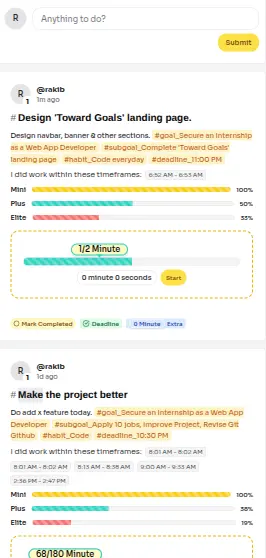 R
Anything to do?
Submit
R
1
@rakib
1m ago
# Design 'Toward Goals' landing page.
Design navbar, banner & other sections. #goal_Secure an Internship
as a Web App Developer #subgoal_Complete 'Toward Goals'
landing page #habit_Code everyday #deadline_11:00 PM
I did work within these timeframes: 6:52 AM - 6:53 AM
Mini 100%
Plus 50%
Elite 33%
1/2 Minute
0 minute 0 seconds Start
Mark Completed Deadline 0 Minute Extra
R
1
@rakib
1d ago
# Make the project better
Do add x feature today. #goal_Secure an Internship as a Web App
Developer #subgoal_Apply 10 jobs, Improve Project, Revise Git
Github #habit_Code #deadline_10:30 PM
I did work within these timeframes: 8:01 AM - 8:02 AM
8:01 AM - 8:02 AM 8:13 AM - 8:38 AM 9:00 AM - 9:33 AM
2:36 PM - 2:47 PM
Mini 100%
Plus 38%
Elite 19%
68/180 Minute